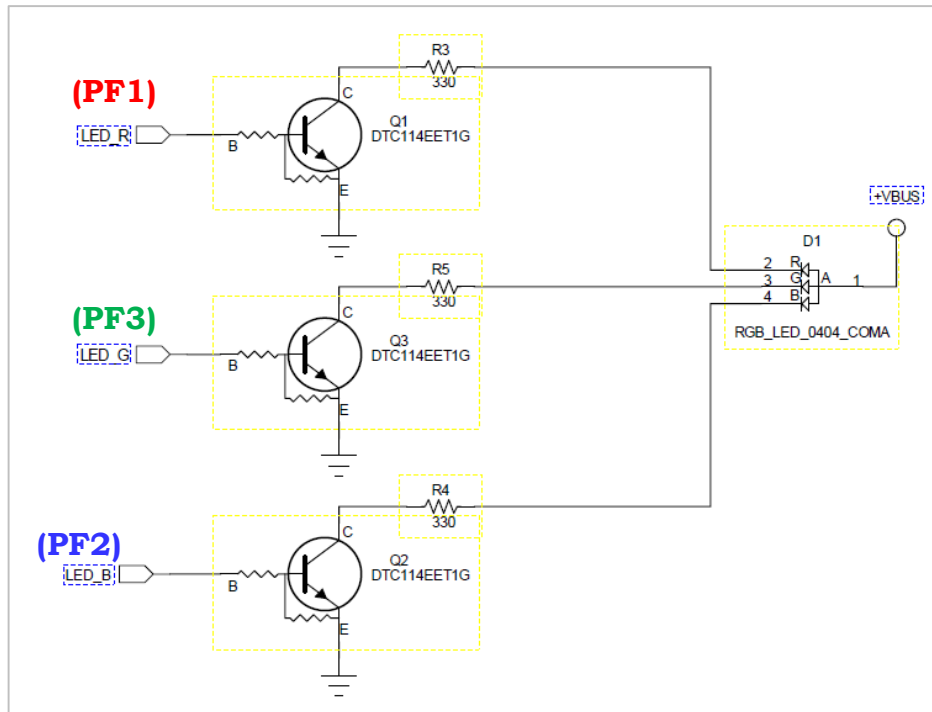 R3
330
(PF1)
LED_R
B
C
Q1
DTC114EET1G
E
+VBUS
D1
2 R
3 G A 1
4 B
RGB_LED_0404_COMA
R5
330
(PF3)
LED_G
B
C
Q3
DTC114EET1G
E
R4
330
(PF2)
LED_B
B
C
Q2
DTC114EET1G
E